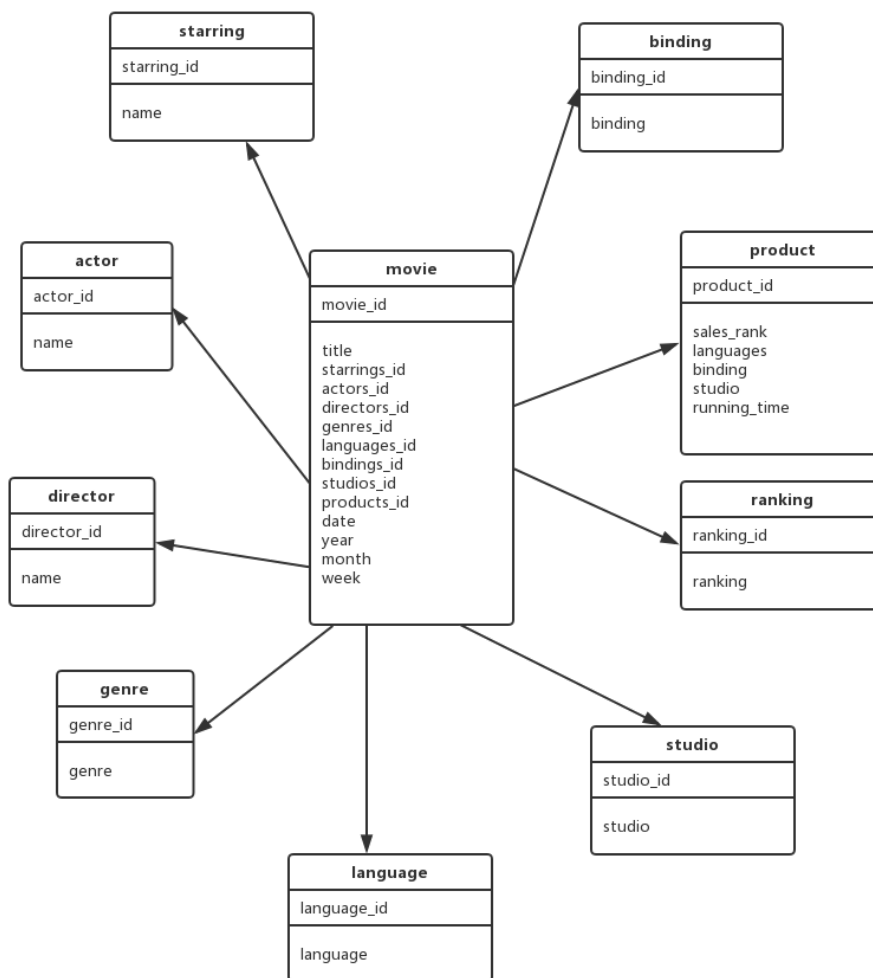 starring
starring_id
name
binding
binding_id
binding
actor
actor_id
name
movie
movie_id
title
starrings_id
actors_id
directors_id
genres_id
languages_id
bindings_id
studios_id
products_id
date
year
month
week
product
product_id
sales_rank
languages
binding
studio
running_time
director
director_id
name
ranking
ranking_id
ranking
genre
genre_id
genre
studio
studio_id
studio
language
language_id
language